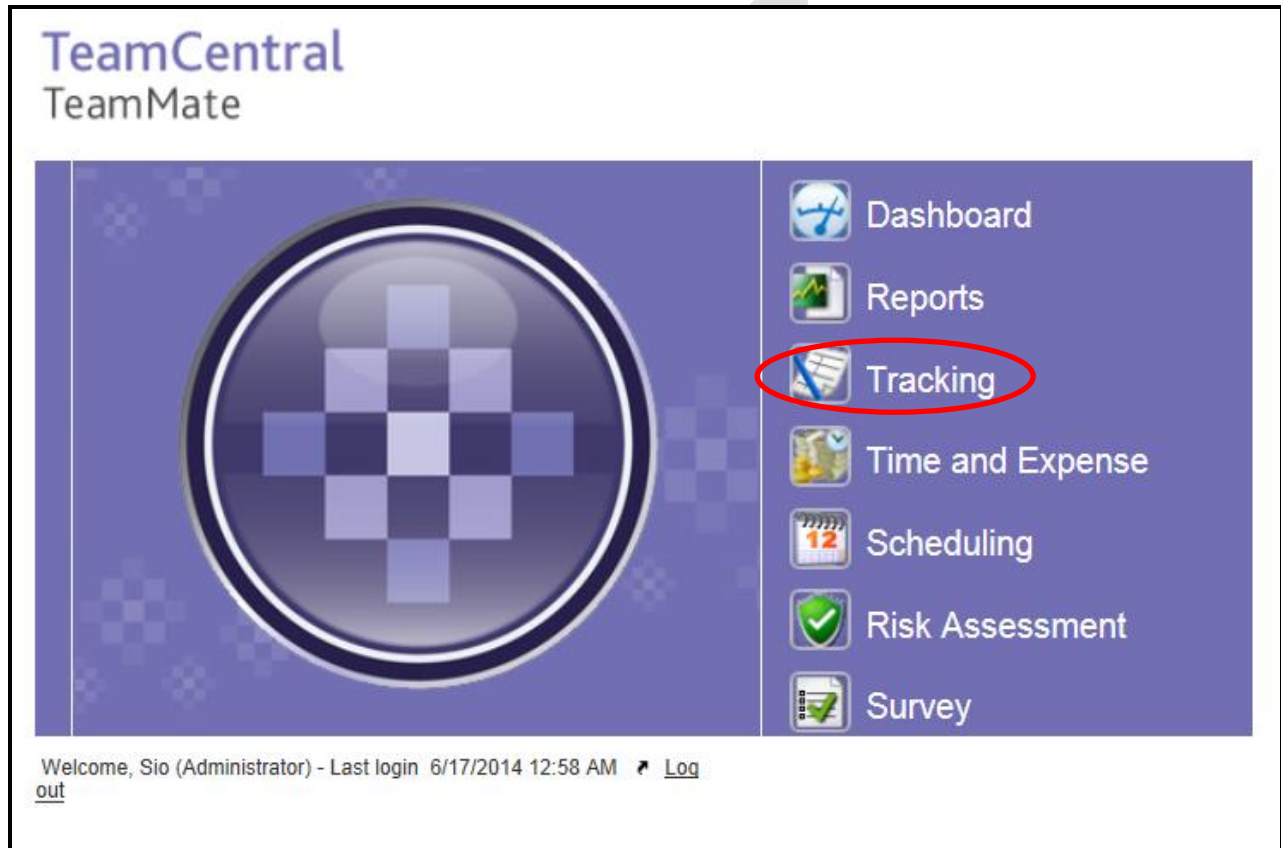 TeamCentral
TeamMate
Dashboard
Reports
Tracking
Time and Expense
12
Scheduling
Risk Assessment
Survey
Welcome, Sio (Administrator) - Last login 6/17/2014 12:58 AM Log
out